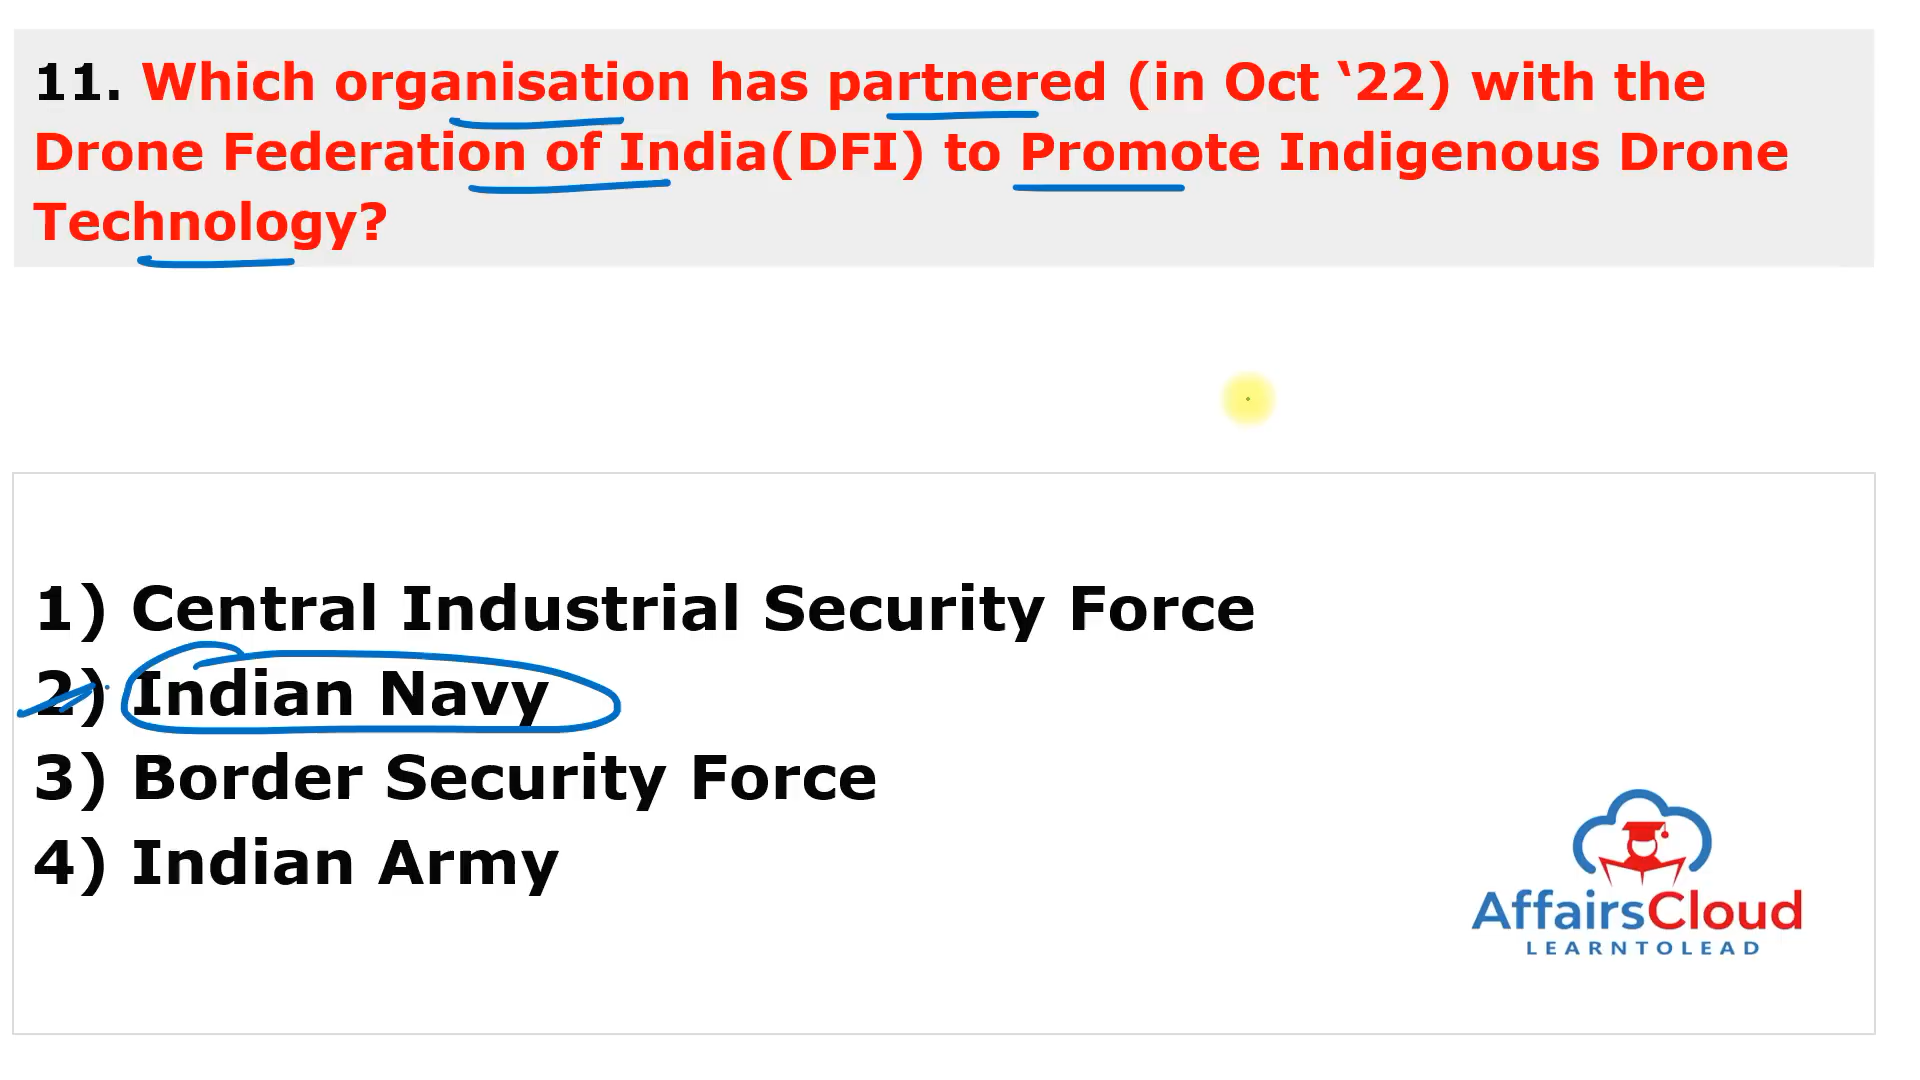 11. Which organisation has partnered (in Oct ‘22) with the
Drone Federation of India(DFI) to Promote Indigenous Drone
Technology?
1) Central Industrial Security Force
2) Indian Navy
3) Border Security Force
4) Indian Army
AffairsCloud
LEARNTOLEAD